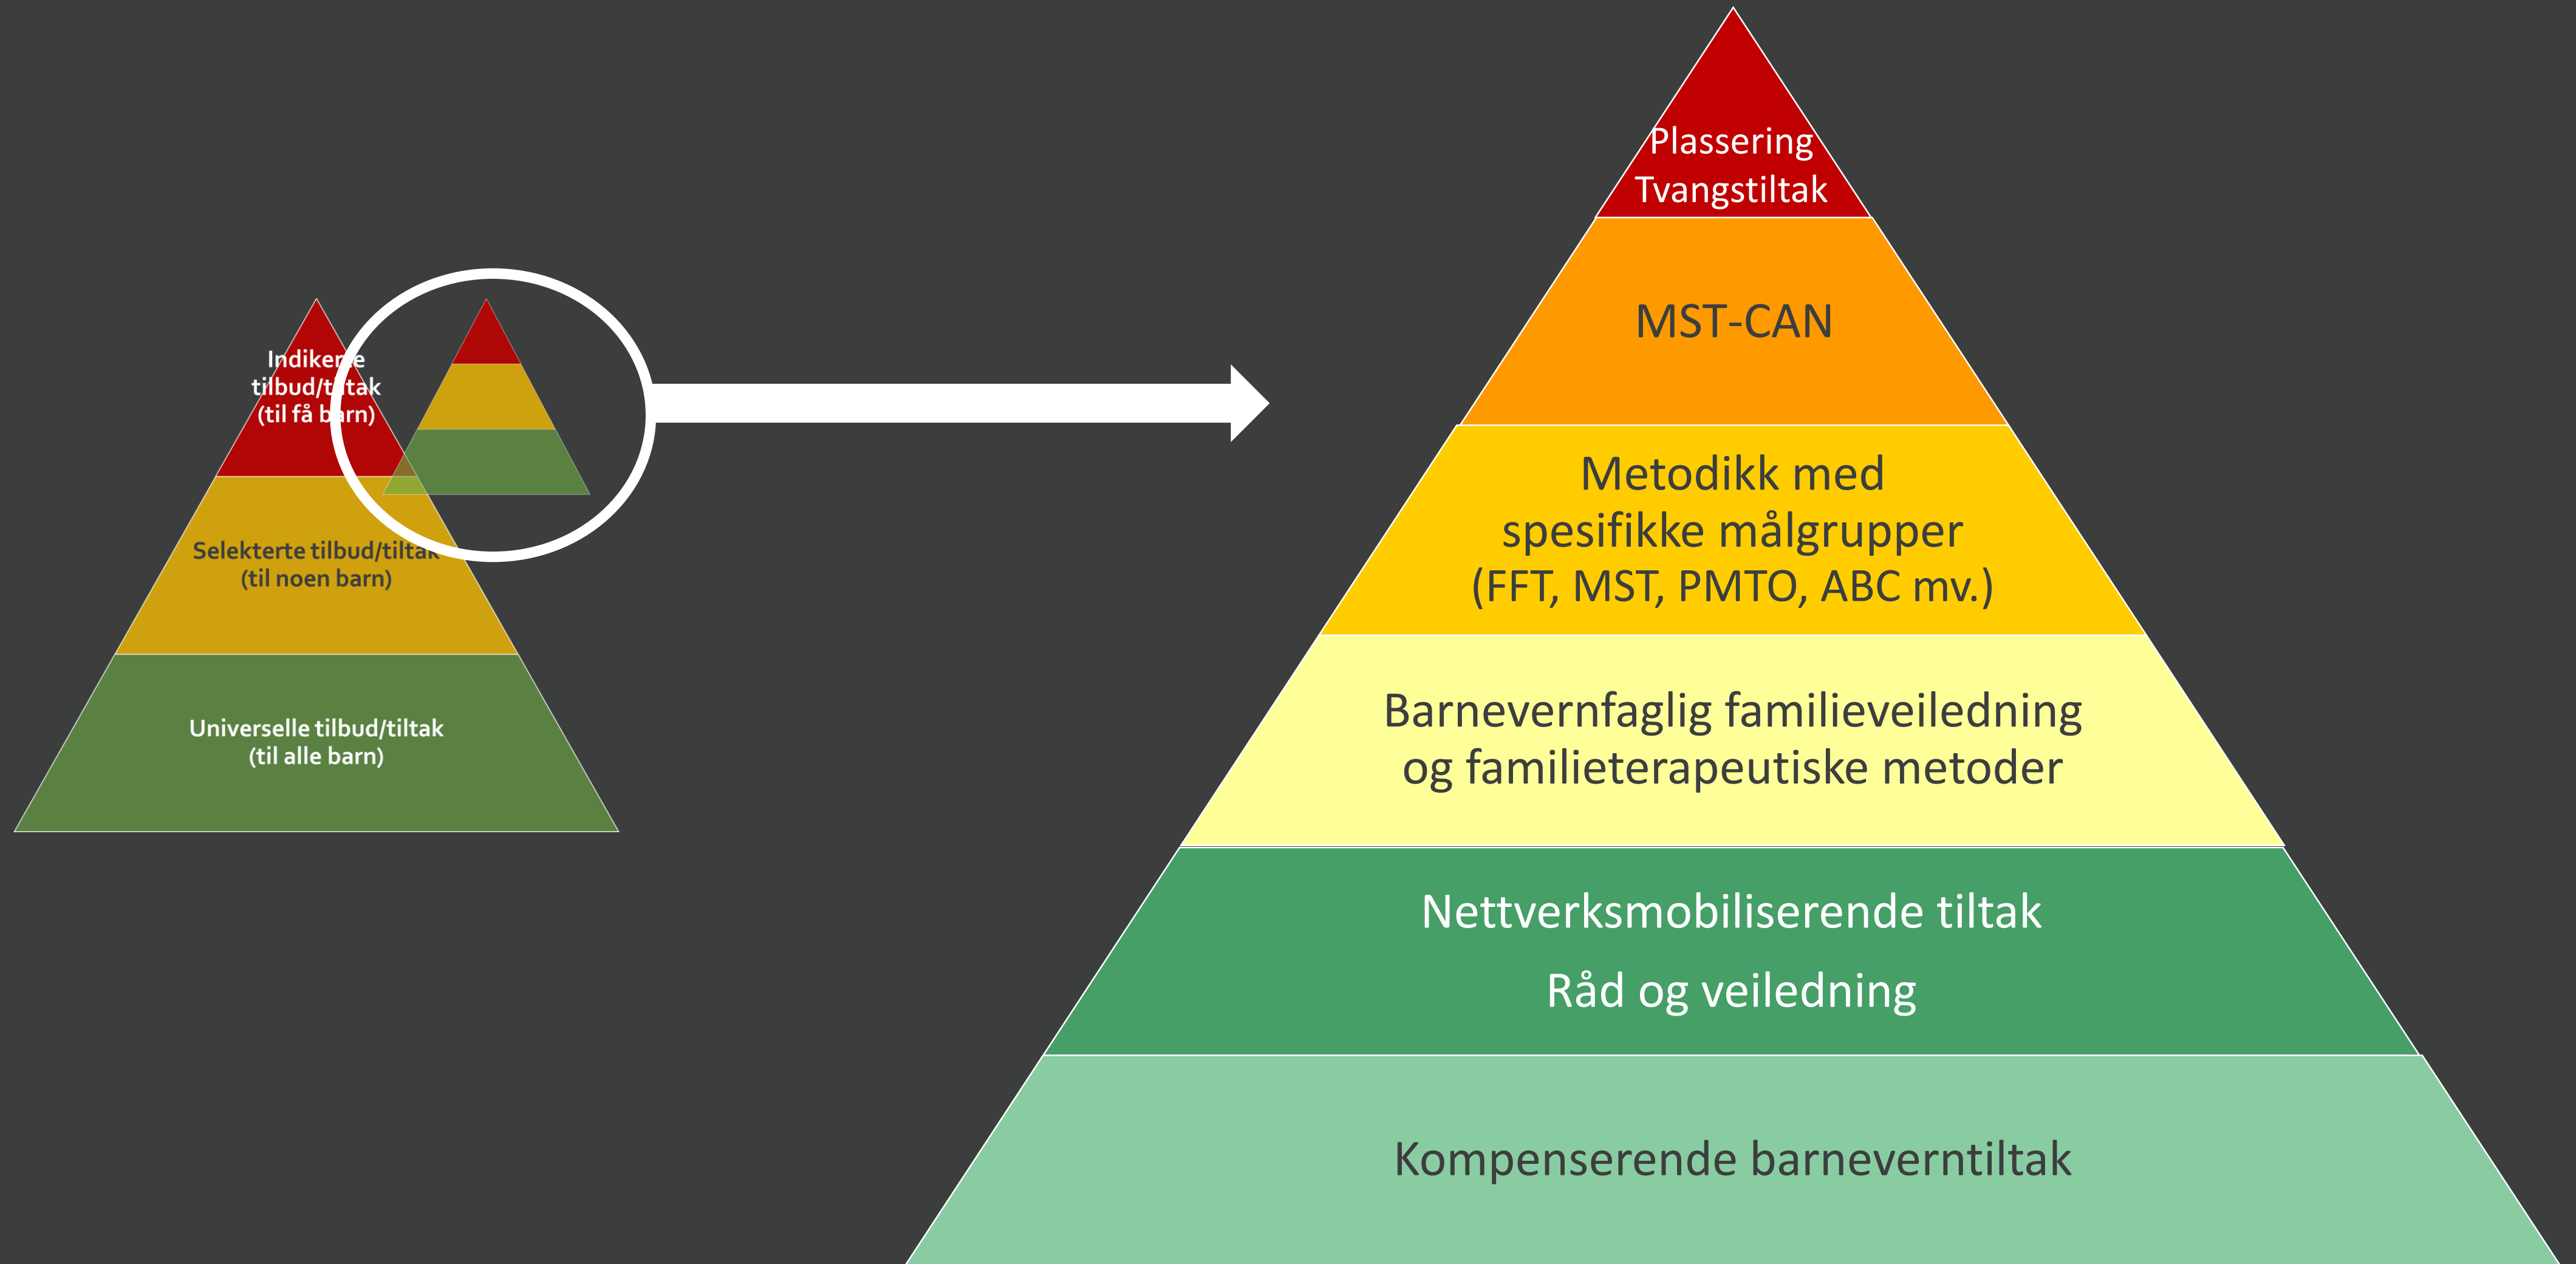 Indikerte
tilbud/tiltak
(til få barn)
Selekterte tilbud/tiltak
(til noen barn)
Universelle tilbud/tiltak
(til alle barn)
Plassering
Tvangstiltak
MST-CAN
Metodikk med
spesifikke målgrupper
(FFT, MST, PMTO, ABC mv.)
Barnevernfaglig familieveiledning
og familieterapeutiske metoder
Nettverksmobiliserende tiltak
Råd og veiledning
Kompenserende barneverntiltak